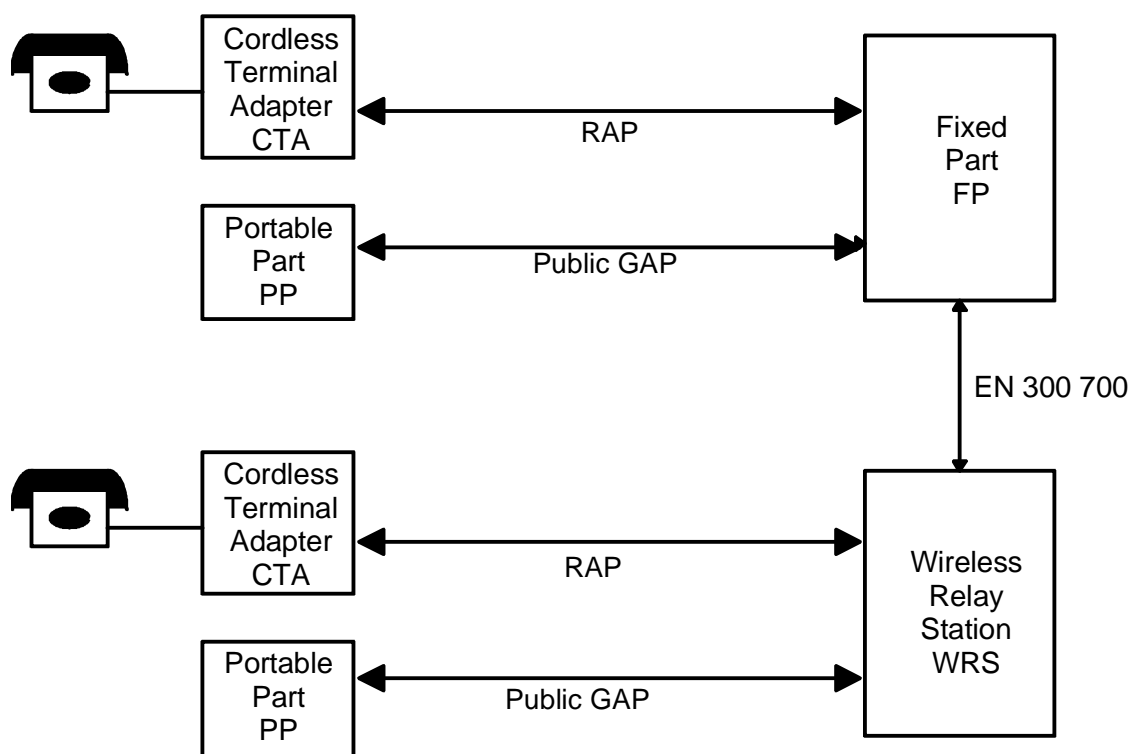 Cordless
Terminal
Adapter
CTA
RAP
Fixed
Part
FP
Portable
Part
PP
Public GAP
EN 300 700
Cordless
Terminal
Adapter
CTA
RAP
Wireless
Relay
Station
WRS
Portable
Part
PP
Public GAP